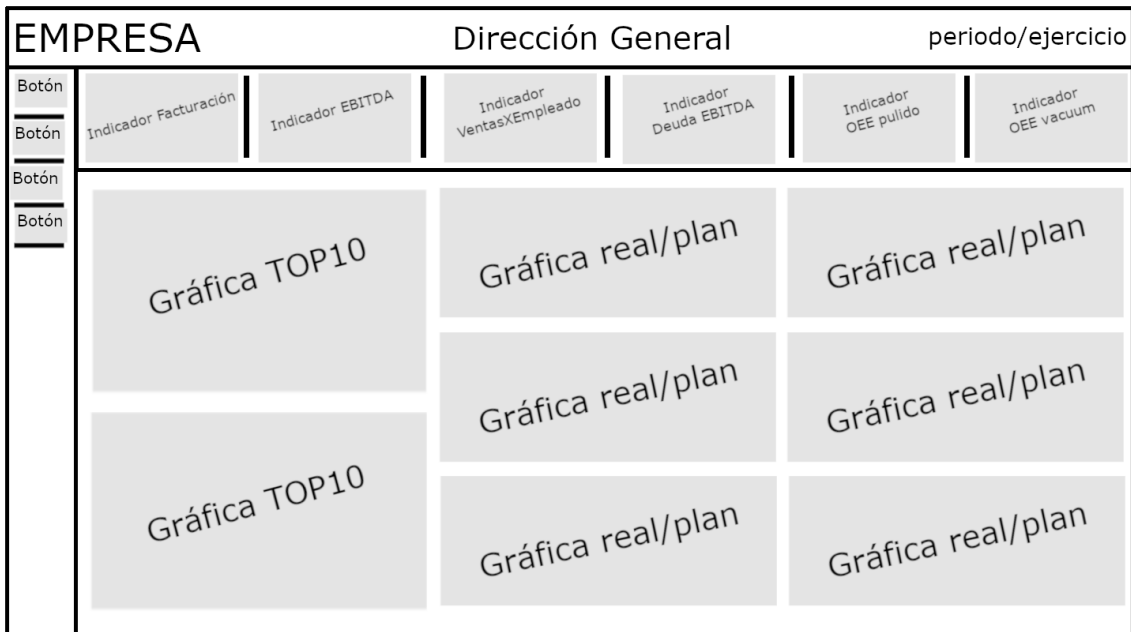 EMPRESA
Dirección General
periodo/ejercicio
Botón
Botón
Botón
Botón
Indicador Facturación
Indicador EBITDA
Indicador
VentasXEmpleado
Indicador
Deuda EBITDA
Indicador
OEE pulido
Indicador
OEE vacuum
Gráfica TOP10
Gráfica real/plan
Gráfica real/plan
Gráfica real/plan
Gráfica real/plan
Gráfica TOP10
Gráfica real/plan
Gráfica real/plan